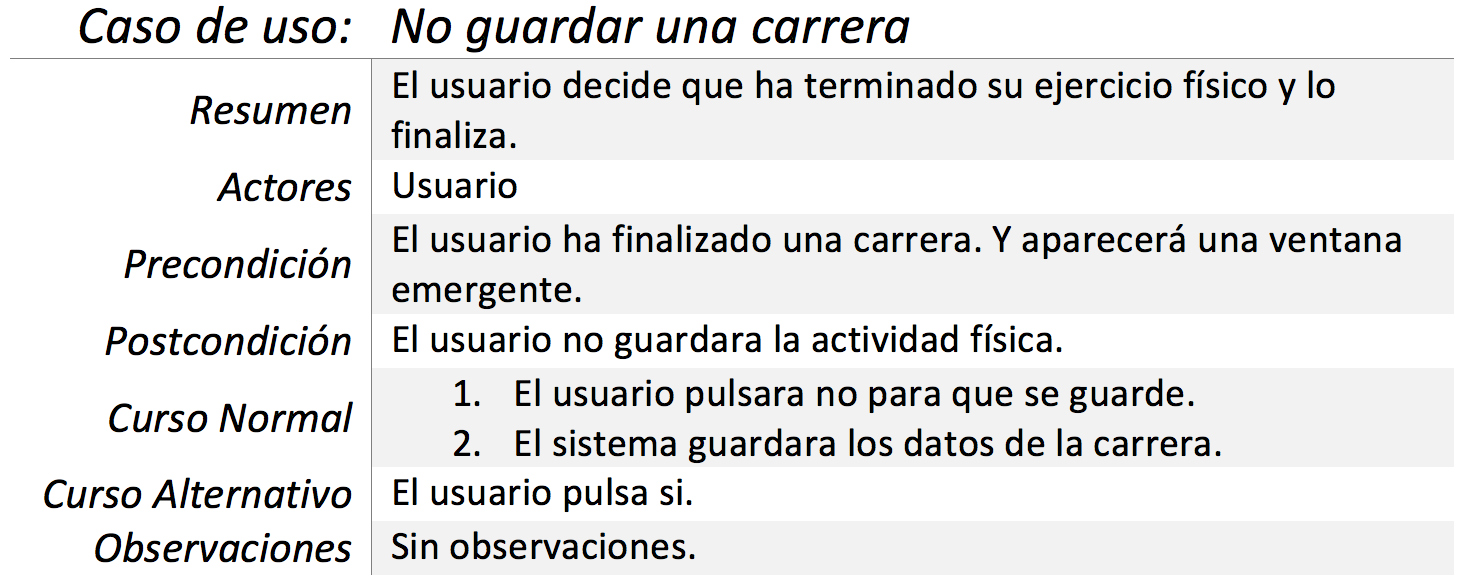 Caso de uso: No guardar una carrera
Resumen El usuario decide que ha terminado su ejercicio físico y lo
finaliza.
Actores Usuario
Precondición El usuario ha finalizado una carrera. Y aparecerá una ventana
emergente.
Postcondición El usuario no guardara la actividad física.
Curso Normal 1. El usuario pulsara no para que se guarde.
2. El sistema guardara los datos de la carrera.
Curso Alternativo El usuario pulsa si.
Observaciones Sin observaciones.